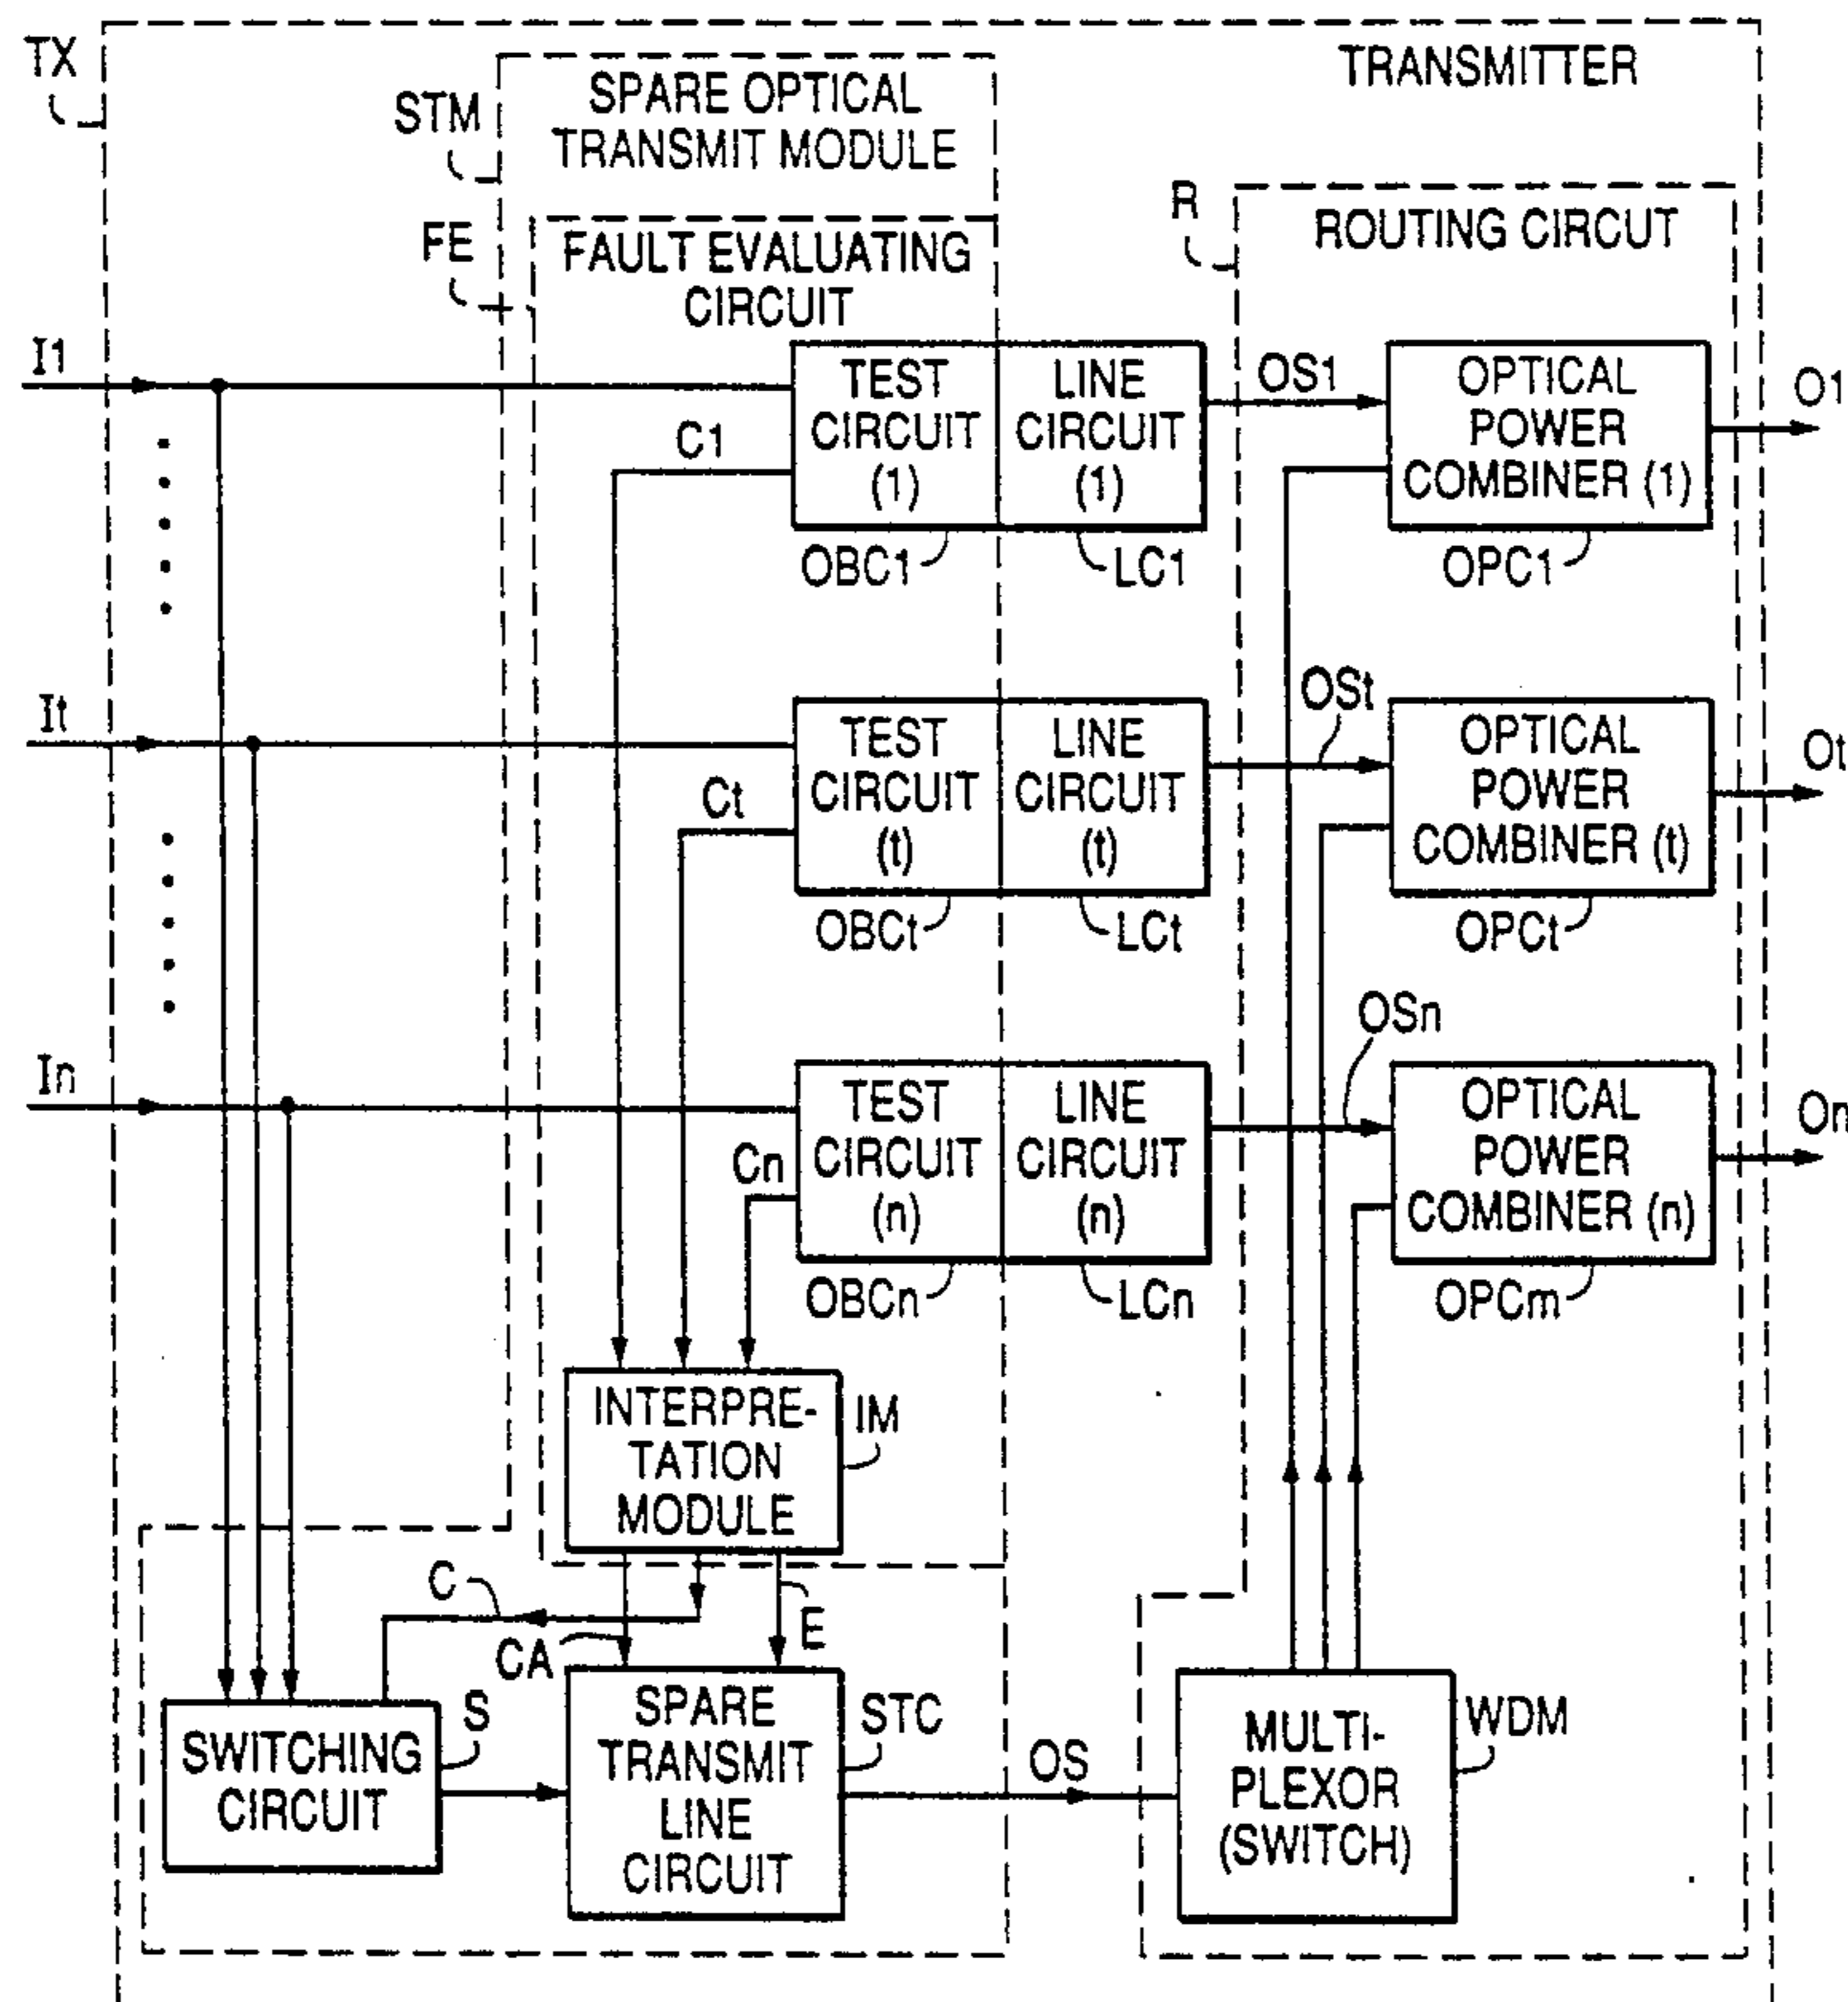 TX
TRANSMITTER
STM
SPARE OPTICAL
TRANSMIT MODULE
R
ROUTING CIRCUT
FE
FAULT EVALUATING
CIRCUIT
I1
TEST
CIRCUIT
(1)
LINE
CIRCUIT
(1)
OS1
OPTICAL
POWER
COMBINER (1)
O1
C1
OBC1
LC1
OPC1
It
TEST
CIRCUIT
(t)
LINE
CIRCUIT
(t)
OSt
OPTICAL
POWER
COMBINER (t)
Ot
Ct
OBCt
LCt
OPCt
In
TEST
CIRCUIT
(n)
LINE
CIRCUIT
(n)
OSn
OPTICAL
POWER
COMBINER (n)
On
Cn
OBCn
LCn
OPCm
INTERPRE-
TATION
MODULE
IM
C
CA
E
SWITCHING
CIRCUIT
S
SPARE
TRANSMIT
LINE
CIRCUIT
STC
OS
MULTI-
PLEXOR
(SWITCH)
WDM